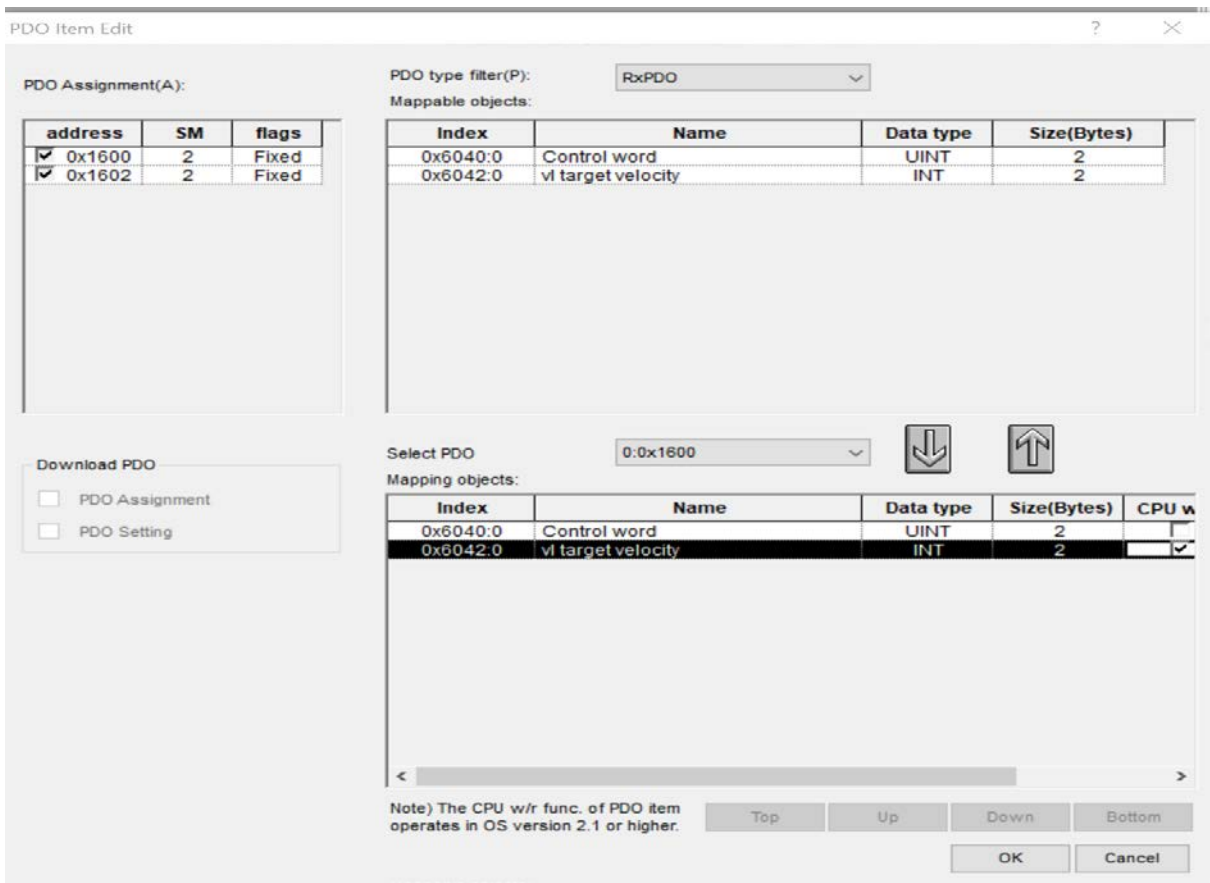 PDO Item Edit
PDO Assignment(A):
address SM flags
0x1600 2 Fixed
0x1602 2 Fixed
PDO type filter(P): RxPDO
Mappable objects:
Index Name Data type Size(Bytes)
0x6040:0 Control word UINT 2
0x6042:0 vl target velocity INT 2
Download PDO
PDO Assignment
PDO Setting
Select PDO 0:0x1600
Mapping objects:
Index Name Data type Size(Bytes) CPU w
0x6040:0 Control word UINT 2
0x6042:0 vl target velocity INT 2
Note) The CPU w/r func. of PDO item
operates in OS version 2.1 or higher.
Top Up Down Bottom
OK Cancel